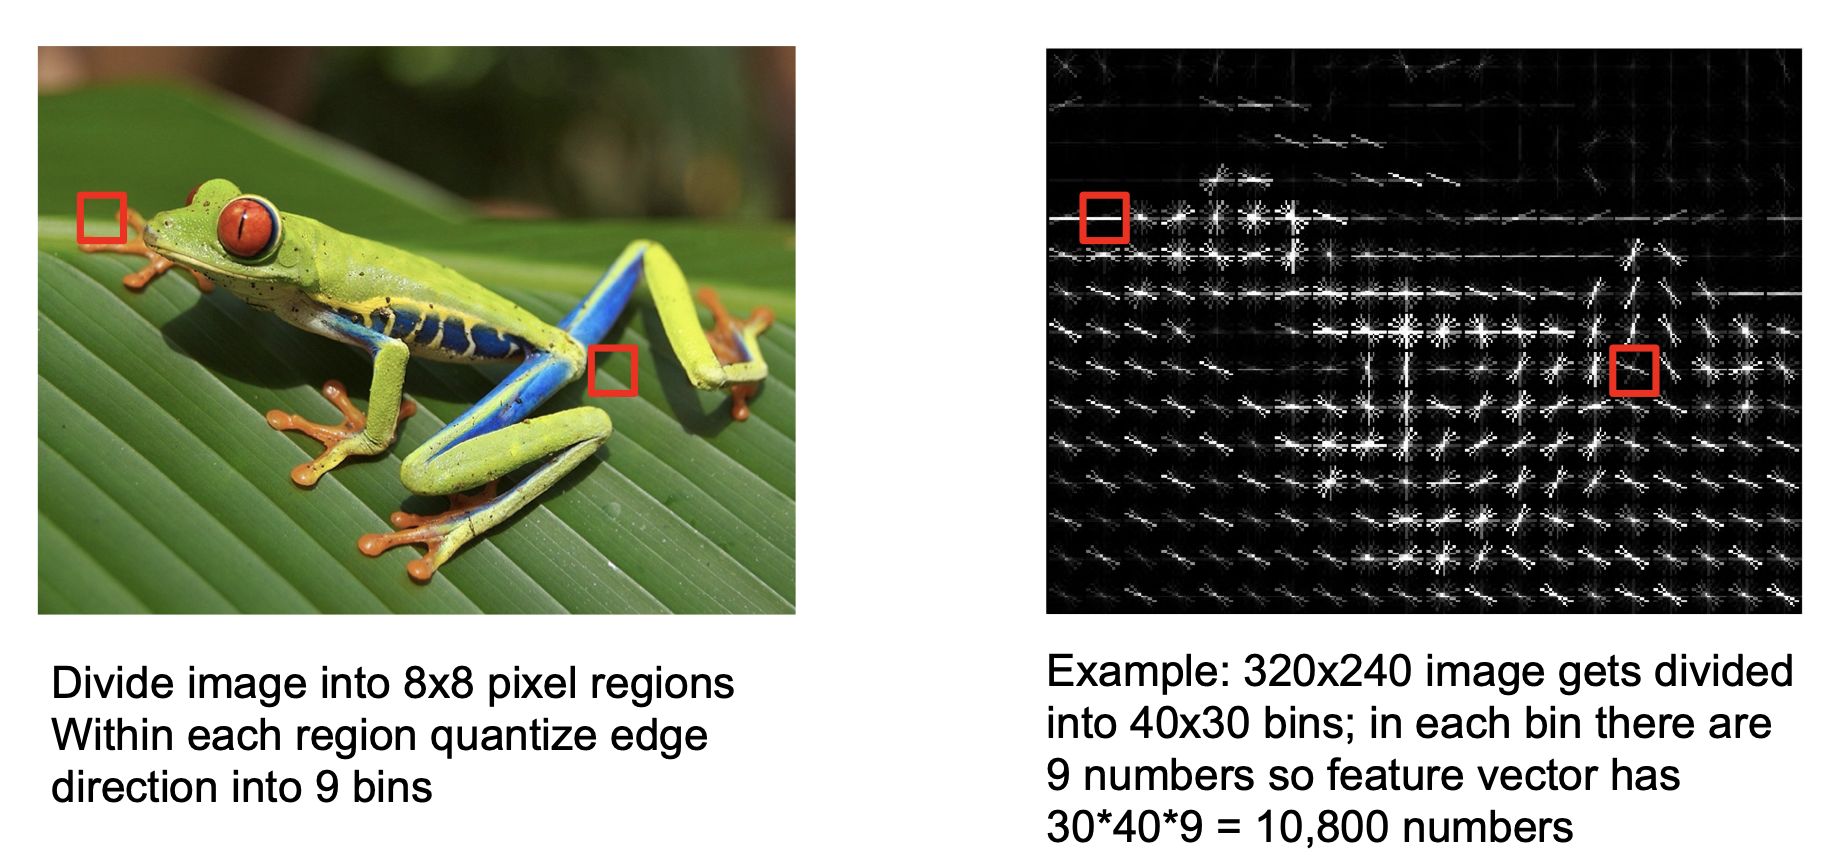 Divide image into 8x8 pixel regions
Within each region quantize edge
direction into 9 bins
Example: 320x240 image gets divided
into 40x30 bins; in each bin there are
9 numbers so feature vector has
30*40*9 = 10,800 numbers